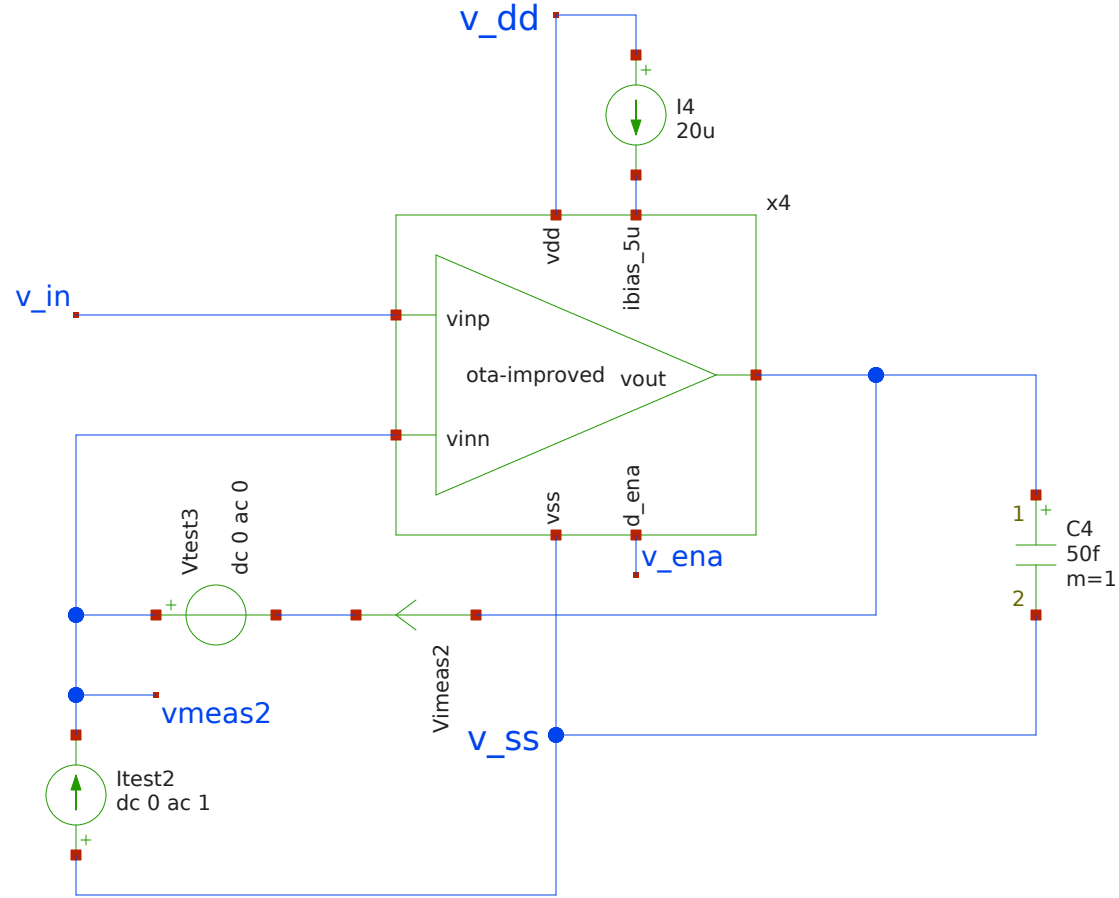 v_dd
+
I4
20u
x4
vdd
ibias_5u
v_in
vinp
ota-improved
vout
vinn
vss
d_ena
v_ena
1
+
C4
50f
m=1
2
Vtest3
dc 0 ac 0
+
Vimeas2
vmeas2
v_ss
Itest2
dc 0 ac 1
+